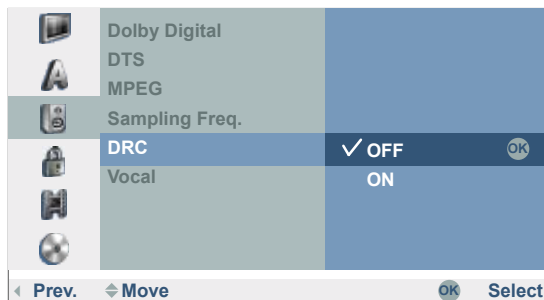 Dolby Digital
DTS
MPEG
Sampling Freq.
DRC
OFF OK
Vocal
ON
Prev. Move OK Select